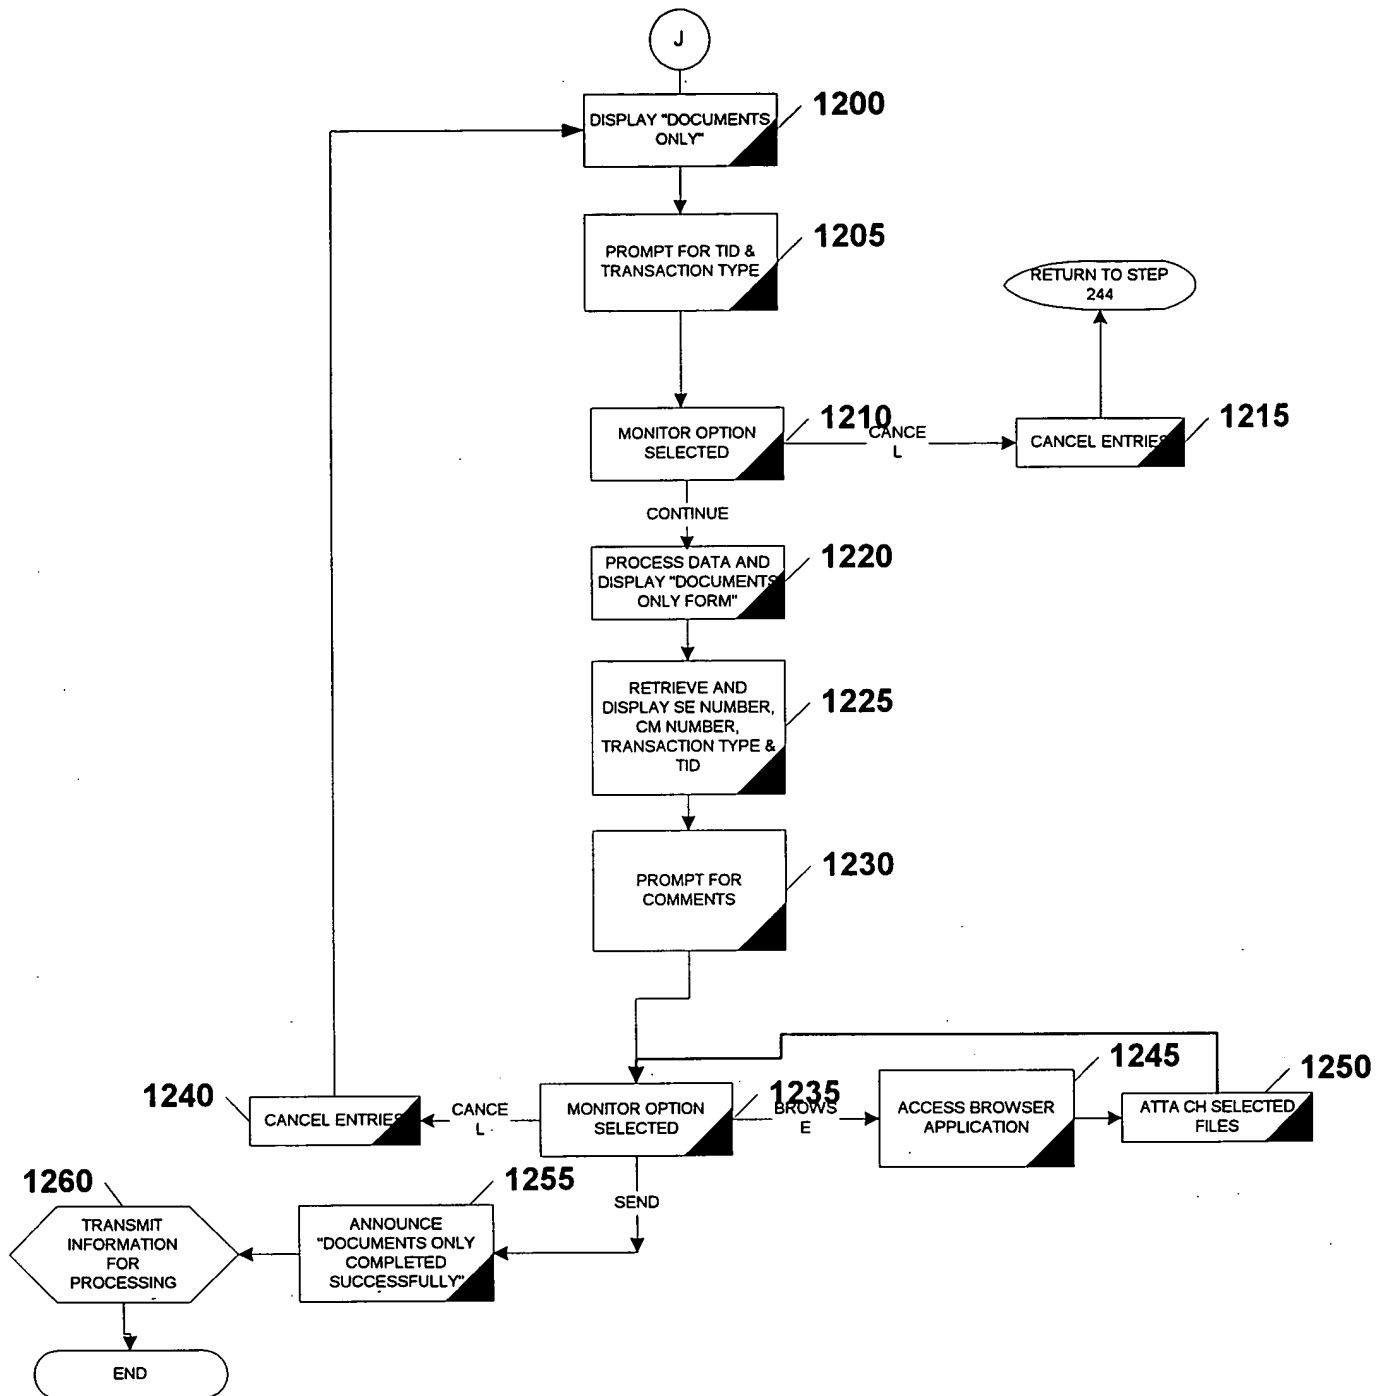 J
DISPLAY "DOCUMENTS
ONLY"
1200
PROMPT FOR TID &
TRANSACTION TYPE
1205
RETURN TO STEP
244
MONITOR OPTION
SELECTED
1210
CANCE
L
CANCEL ENTRIES
1215
CONTINUE
PROCESS DATA AND
DISPLAY "DOCUMENTS
ONLY FORM"
1220
RETRIEVE AND
DISPLAY SE NUMBER,
CM NUMBER,
TRANSACTION TYPE &
TID
1225
PROMPT FOR
COMMENTS
1230
1240
CANCEL ENTRIES
CANCE
L
MONITOR OPTION
SELECTED
1235
BROWS
E
ACCESS BROWSER
APPLICATION
1245
ATTA CH SELECTED
FILES
1250
SEND
1260
TRANSMIT
INFORMATION
FOR
PROCESSING
ANNOUNCE
"DOCUMENTS ONLY
COMPLETED
SUCCESSFULLY"
1255
END